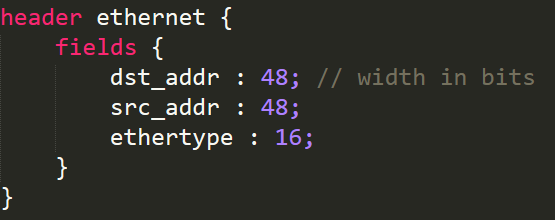 header ethernet {
    fields {
        dst_addr : 48; // width in bits
        src_addr : 48;
        ethertype : 16;
    }
}